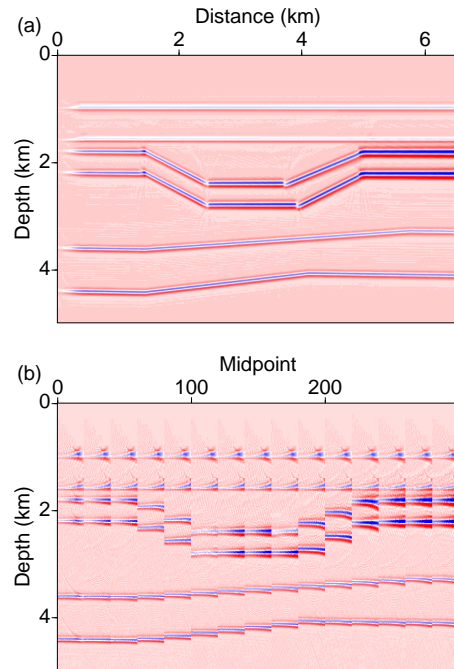 Distance (km)
(a)
0 2 4 6
0
2
4
Depth (km)
Midpoint
(b)
0 100 200
0
2
4
Depth (km)